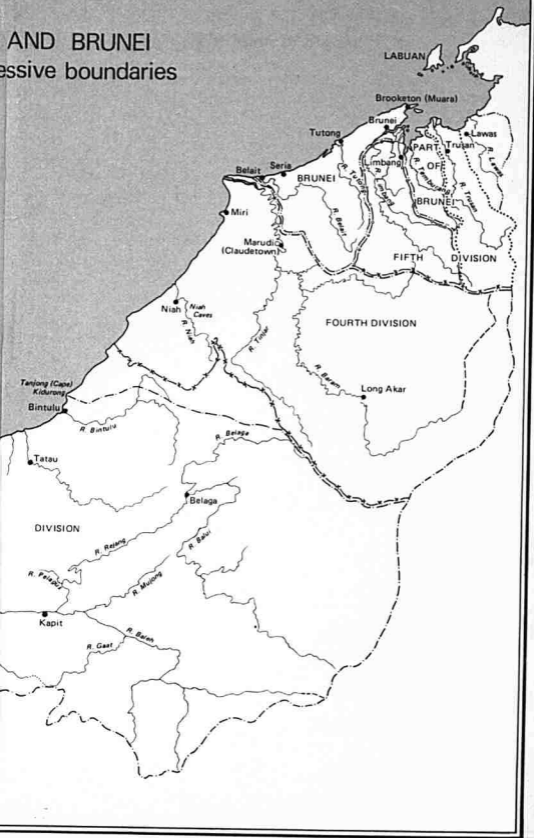 AND BRUNEI
essive boundaries
LABUAN
Brooketon (Muara)
Brunei
Tutong
Lawas
PART
Trusan
Limbang
OF
R. Lawas
Belait
Seria
BRUNEI
R. Tutong
R. Limbang
R. Temburong
R. Trusan
BRUNEI
R. Belait
Miri
Marudi
(Claudetown)
FIFTH DIVISION
Niah
Niah
Caves
R. Niah
FOURTH DIVISION
R. Tinjar
R. Baram
Long Akar
Tanjong (Cape)
Kidurong
Bintulu
R. Bintulu
R. Belaga
Tatau
Belaga
DIVISION
R. Rejang
R. Balui
R. Pelagus
R. Mujong
Kapit
R. Baleh
R. Gaat